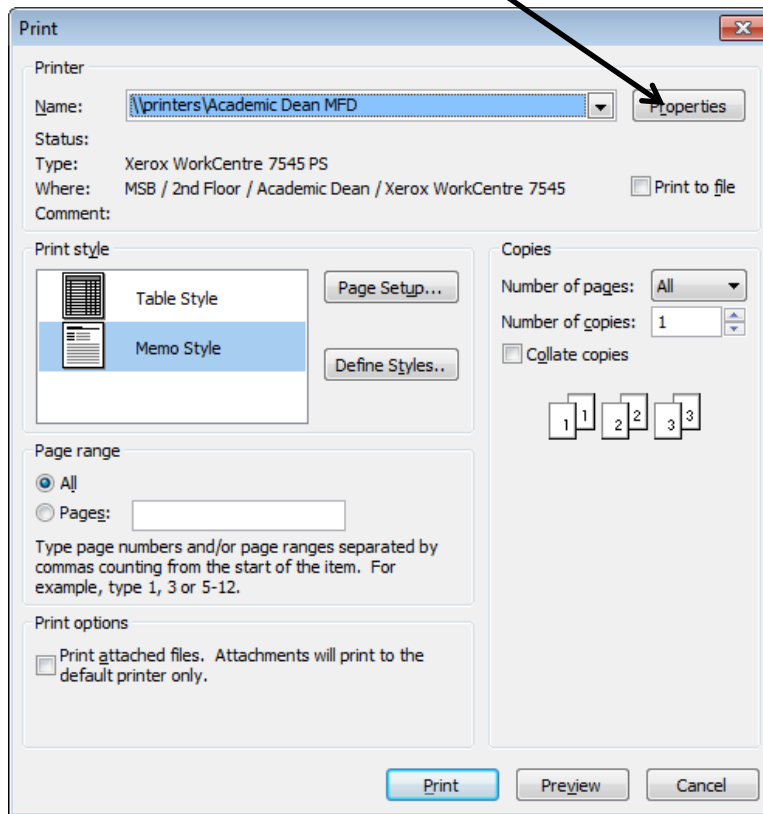 Print
Printer
Name: \\printers\Academic Dean MFD Properties
Status:
Type: Xerox WorkCentre 7545 PS
Where: MSB / 2nd Floor / Academic Dean / Xerox WorkCentre 7545 Print to file
Comment:
Print style
Table Style
Memo Style
Page Setup...
Define Styles..
Copies
Number of pages: All
Number of copies: 1
Collate copies
1 1 2 2 3 3
Page range
All
Pages:
Type page numbers and/or page ranges separated by
commas counting from the start of the item. For
example, type 1, 3 or 5-12.
Print options
Print attached files. Attachments will print to the
default printer only.
Print Preview Cancel